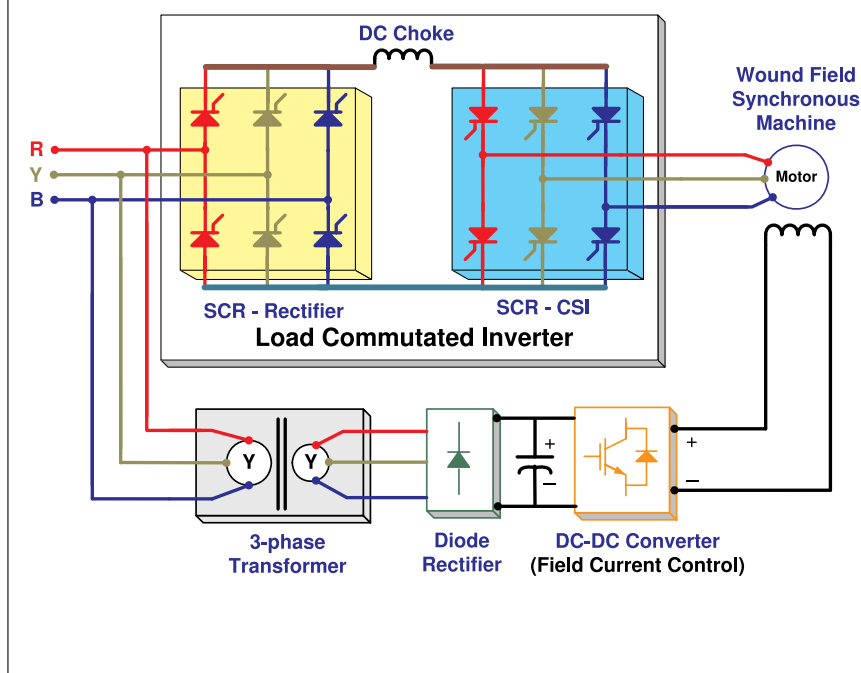 DC Choke
Wound Field
Synchronous
Machine
R
Y
B
Motor
SCR - Rectifier
SCR - CSI
Load Commutated Inverter
Y
Y
+
−
+
−
3-phase
Transformer
Diode
Rectifier
DC-DC Converter
(Field Current Control)